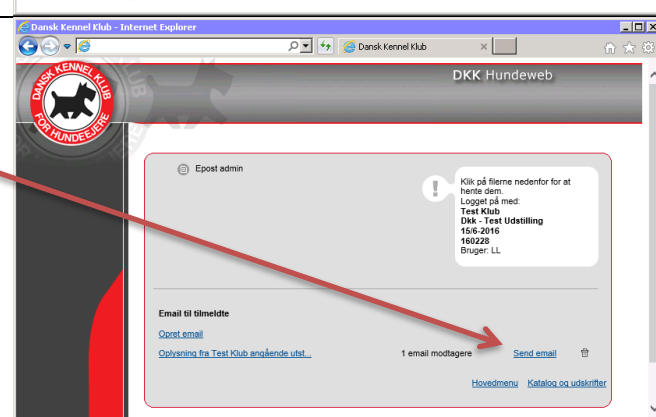 Dansk Kennel Klub - Internet Explorer
Dansk Kennel Klub
DANSK KENNEL KLUB
FOR HUNDEEJERE
DKK Hundeweb
Epost admin
Klik på filerne nedenfor for at
hente dem.
Logget på med:
Test Klub
Dkk - Test Udstilling
15/6-2016
160228
Bruger: LL
Email til tilmeldte
Opret email
Oplysning fra Test Klub angående utst... 1 email modtagere Send email
Hovedmenu Katalog og udskrifter